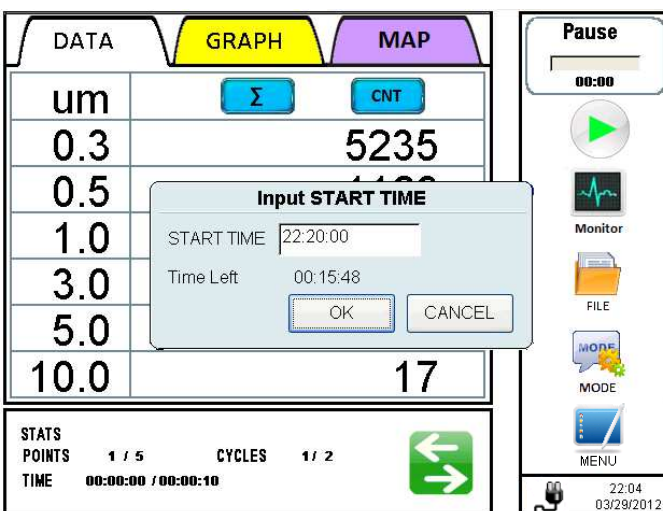 DATA GRAPH MAP
um Σ CNT
0.3 5235
0.5
1.0
3.0
5.0
10.0 17
Input START TIME
START TIME 22:20:00
Time Left 00:15:48
OK CANCEL
STATS
POINTS 1 / 5 CYCLES 1/ 2
TIME 00:00:00 / 00:00:10
Pause
00:00
Monitor
FILE
MODE
MODE
MENU
22:04
03/29/2012